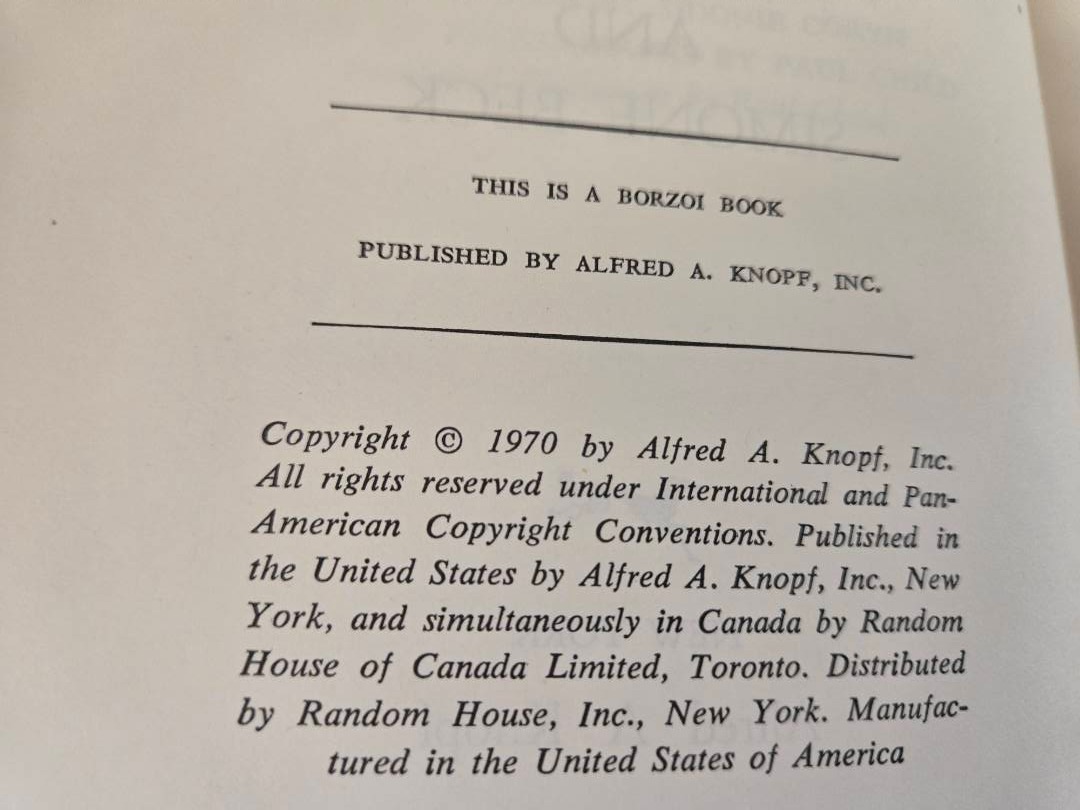 THIS IS A BORZOI BOOK
PUBLISHED BY ALFRED A. KNOPF, INC.
Copyright © 1970 by Alfred A. Knopf, Inc.
All rights reserved under International and Pan-
American Copyright Conventions. Published in
the United States by Alfred A. Knopf, Inc., New
York, and simultaneously in Canada by Random
House of Canada Limited, Toronto. Distributed
by Random House, Inc., New York. Manufac-
tured in the United States of America